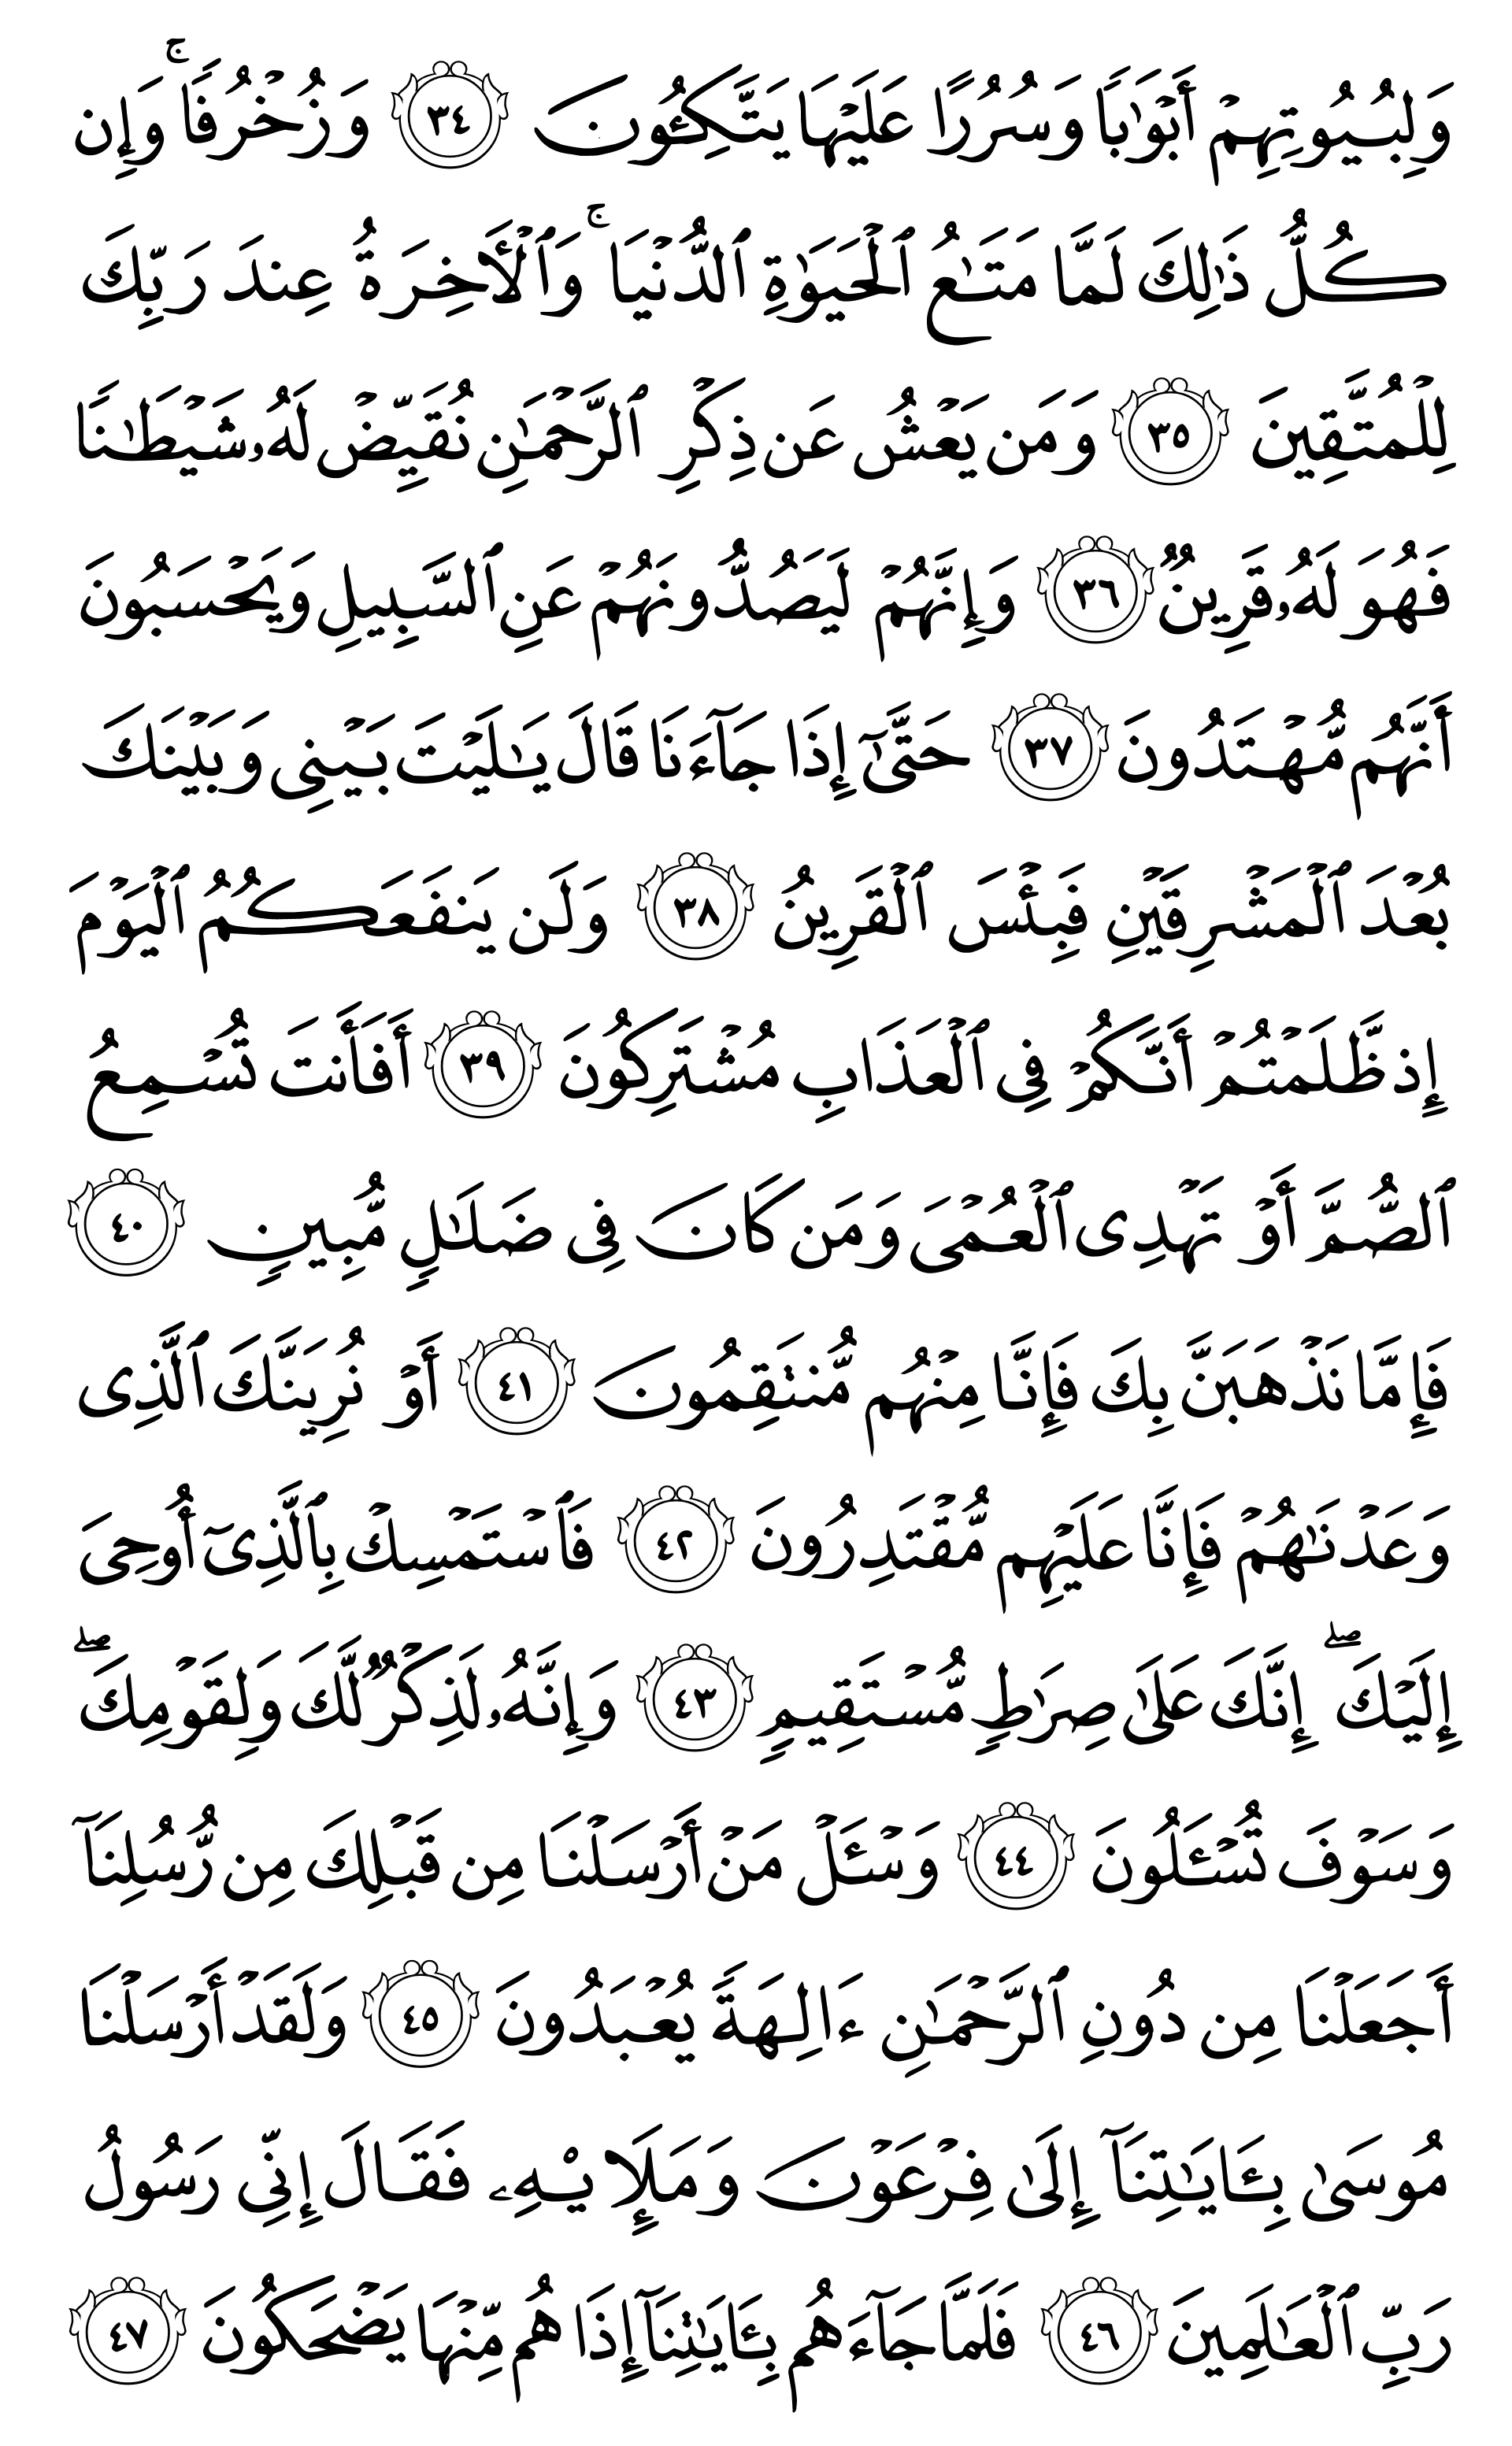 وَلِبُيُوتِهِمْ أَبْوَٰبًا وَسُرُرًا عَلَيْهَا يَتَّكِـُٔونَ ٣٤ وَزُخْرُفًا ۚ وَإِن
كُلُّ ذَٰلِكَ لَمَّا مَتَـٰعُ ٱلْحَيَوٰةِ ٱلدُّنْيَا ۚ وَٱلْـَٔاخِرَةُ عِندَ رَبِّكَ
لِلْمُتَّقِينَ ٣٥ وَمَن يَعْشُ عَن ذِكْرِ ٱلرَّحْمَـٰنِ نُقَيِّضْ لَهُۥ شَيْطَـٰنًا
فَهُوَ لَهُۥ قَرِينٌ ٣٦ وَإِنَّهُمْ لَيَصُدُّونَهُمْ عَنِ ٱلسَّبِيلِ وَيَحْسَبُونَ
أَنَّهُم مُّهْتَدُونَ ٣٧ حَتَّىٰٓ إِذَا جَآءَنَا قَالَ يَـٰلَيْتَ بَيْنِى وَبَيْنَكَ
بُعْدَ ٱلْمَشْرِقَيْنِ فَبِئْسَ ٱلْقَرِينُ ٣٨ وَلَن يَنفَعَكُمُ ٱلْيَوْمَ
إِذ ظَّلَمْتُمْ أَنَّكُمْ فِى ٱلْعَذَابِ مُشْتَرِكُونَ ٣٩ أَفَأَنتَ تُسْمِعُ
ٱلصُّمَّ أَوْ تَهْدِى ٱلْعُمْىَ وَمَن كَانَ فِى ضَلَـٰلٍ مُّبِينٍ ٤٠
فَإِمَّا نَذْهَبَنَّ بِكَ فَإِنَّا مِنْهُم مُّنتَقِمُونَ ٤١ أَوْ نُرِيَنَّكَ ٱلَّذِى
وَعَدْنَـٰهُمْ فَإِنَّا عَلَيْهِم مُّقْتَدِرُونَ ٤٢ فَٱسْتَمْسِكْ بِٱلَّذِىٓ أُوحِىَ
إِلَيْكَ ۖ إِنَّكَ عَلَىٰ صِرَٰطٍ مُّسْتَقِيمٍ ٤٣ وَإِنَّهُۥ لَذِكْرٌ لَّكَ وَلِقَوْمِكَ ۖ
وَسَوْفَ تُسْـَٔلُونَ ٤٤ وَسْـَٔلْ مَنْ أَرْسَلْنَا مِن قَبْلِكَ مِن رُّسُلِنَآ
أَجَعَلْنَا مِن دُونِ ٱلرَّحْمَـٰنِ ءَالِهَةً يُعْبَدُونَ ٤٥ وَلَقَدْ أَرْسَلْنَا
مُوسَىٰ بِـَٔايَـٰتِنَآ إِلَىٰ فِرْعَوْنَ وَمَلَإِي۟هِۦ فَقَالَ إِنِّى رَسُولُ
رَبِّ ٱلْعَـٰلَمِينَ ٤٦ فَلَمَّا جَآءَهُم بِـَٔايَـٰتِنَآ إِذَا هُم مِّنْهَا يَضْحَكُونَ ٤٧